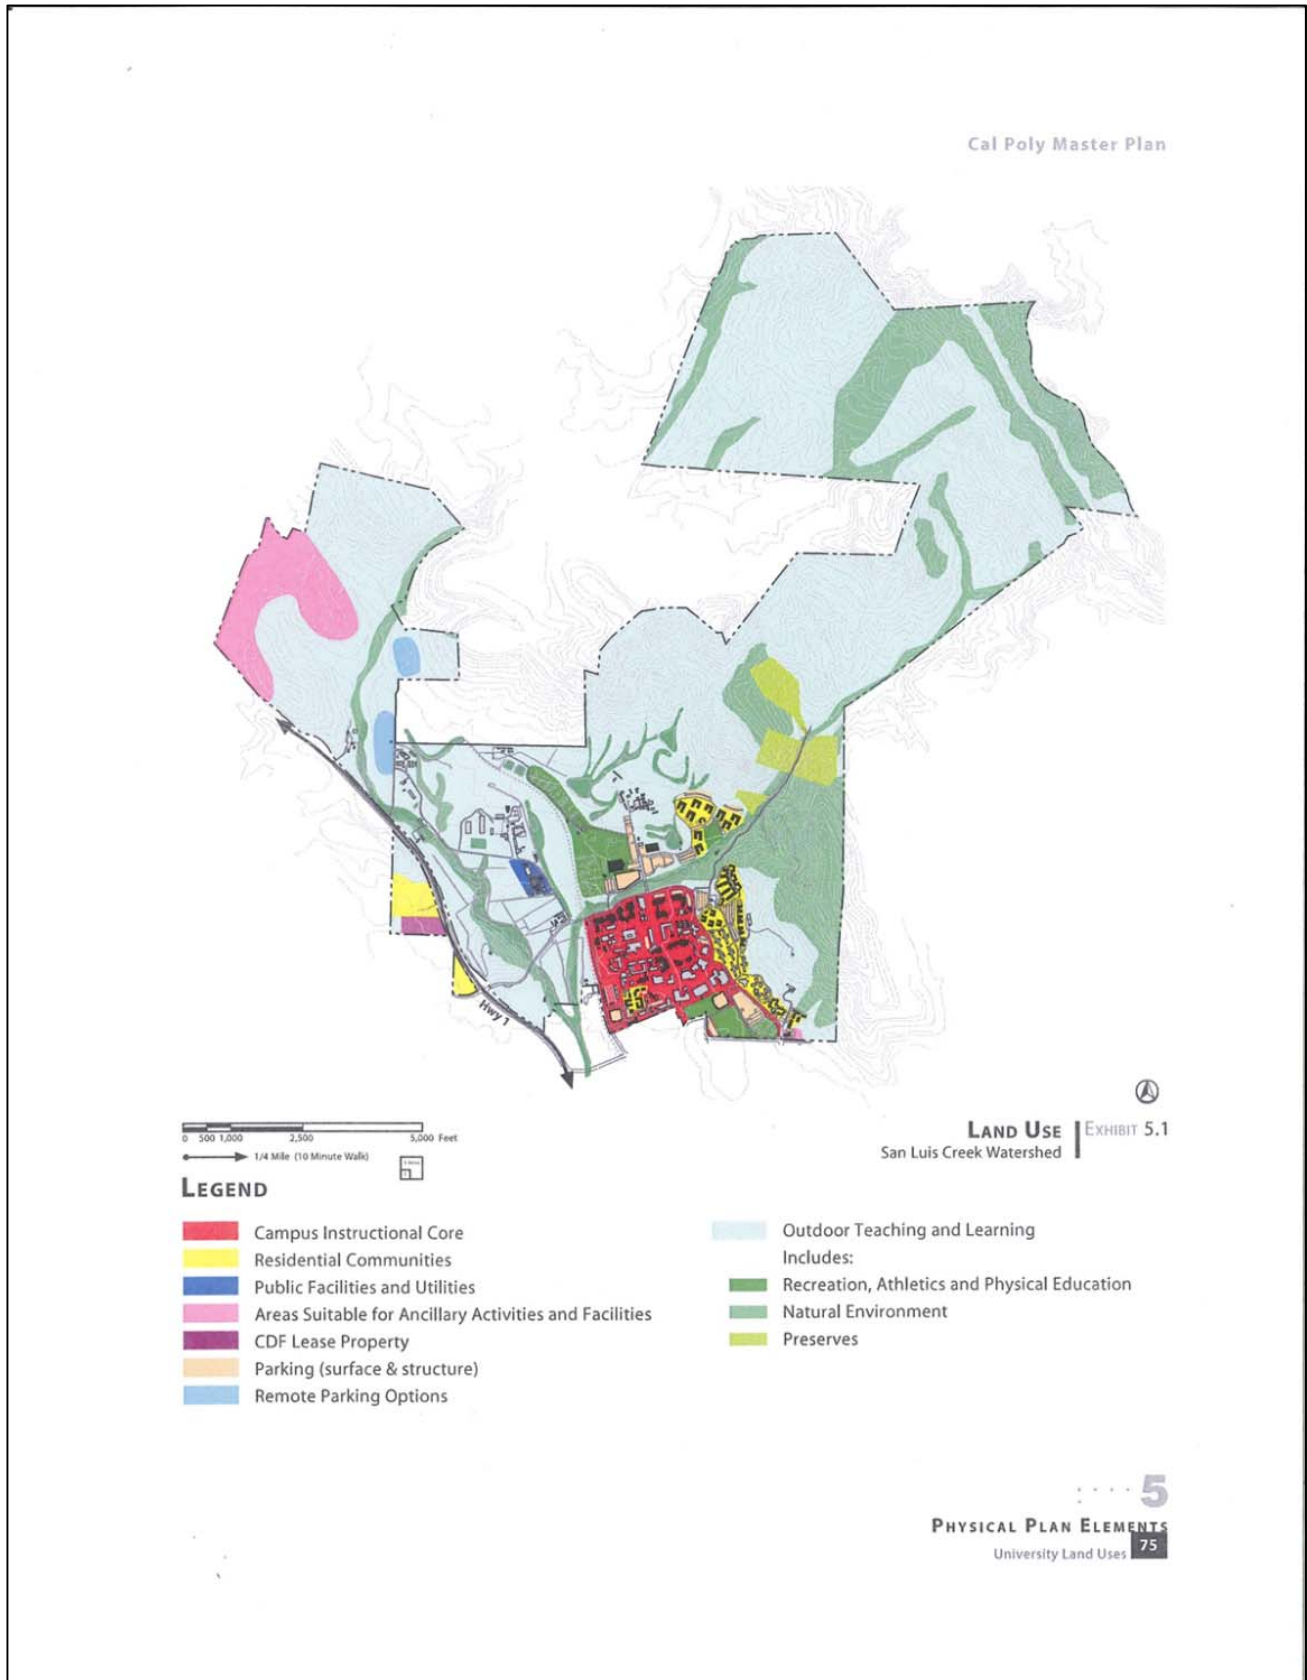 Cal Poly Master Plan
Hwy 1
0 500 1,000 2,500 5,000 Feet
1/4 Mile (10 Minute Walk)
LAND USE
San Luis Creek Watershed
EXHIBIT 5.1
LEGEND
Campus Instructional Core
Residential Communities
Public Facilities and Utilities
Areas Suitable for Ancillary Activities and Facilities
CDF Lease Property
Parking (surface & structure)
Remote Parking Options
Outdoor Teaching and Learning
Includes:
Recreation, Athletics and Physical Education
Natural Environment
Preserves
5
PHYSICAL PLAN ELEMENTS
University Land Uses 75